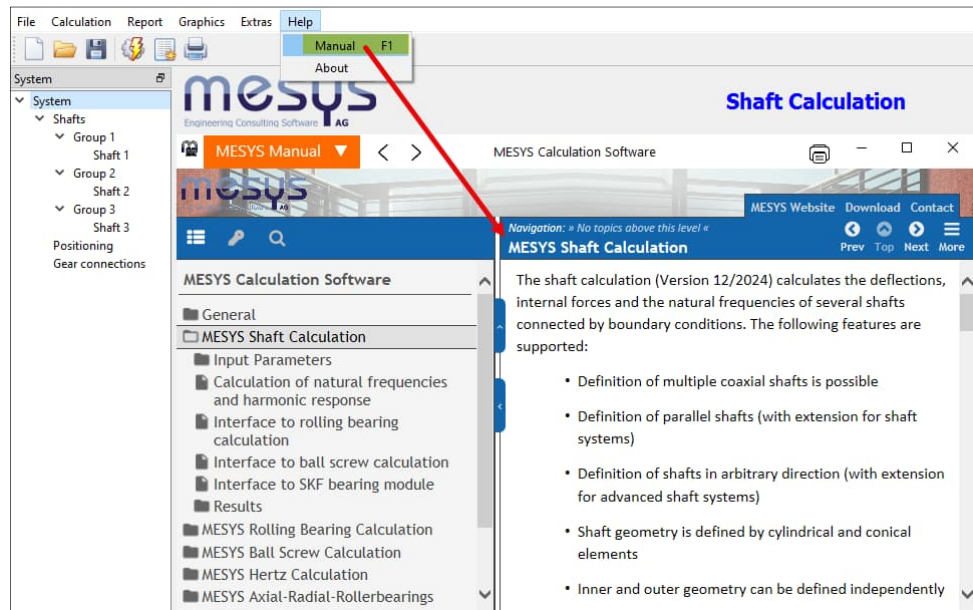 File Calculation Report Graphics Extras Help
Manual F1
About
System
System
Shafts
Group 1
Shaft 1
Group 2
Shaft 2
Group 3
Shaft 3
Positioning
Gear connections
mesys
Engineering Consulting Software AG
Shaft Calculation
MESYS Manual
MESYS Calculation Software
mesys
AG
MESYS Website Download Contact
Navigation: » No topics above this level «
MESYS Shaft Calculation
Prev Top Next More
MESYS Calculation Software
General
MESYS Shaft Calculation
Input Parameters
Calculation of natural frequencies
and harmonic response
Interface to rolling bearing
calculation
Interface to ball screw calculation
Interface to SKF bearing module
Results
MESYS Rolling Bearing Calculation
MESYS Ball Screw Calculation
MESYS Hertz Calculation
MESYS Axial-Radial-Rollerbearings
The shaft calculation (Version 12/2024) calculates the deflections,
internal forces and the natural frequencies of several shafts
connected by boundary conditions. The following features are
supported:
• Definition of multiple coaxial shafts is possible
• Definition of parallel shafts (with extension for shaft
systems)
• Definition of shafts in arbitrary direction (with extension
for advanced shaft systems)
• Shaft geometry is defined by cylindrical and conical
elements
• Inner and outer geometry can be defined independently